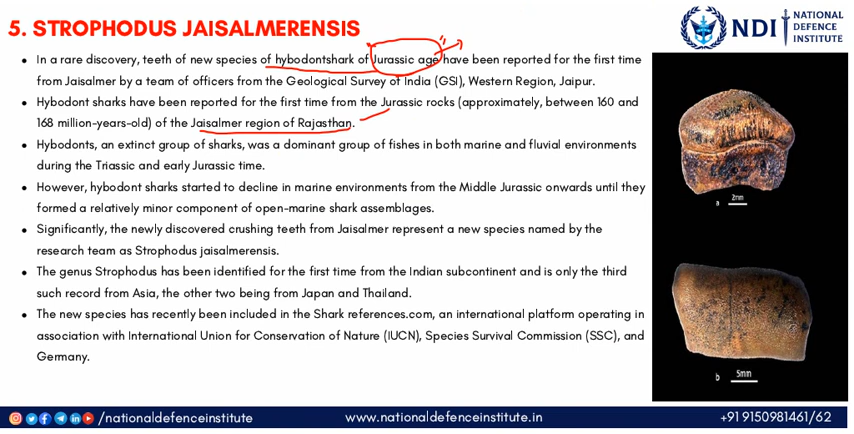 5. STROPHODUS JAISALMERENSIS
NDI
NATIONAL
DEFENCE
INSTITUTE
• In a rare discovery, teeth of new species of hybodontshark of Jurassic age have been reported for the first time
from Jaisalmer by a team of officers from the Geological Survey of India (GSI), Western Region, Jaipur.
• Hybodont sharks have been reported for the first time from the Jurassic rocks (approximately, between 160 and
168 million-years-old) of the Jaisalmer region of Rajasthan.
• Hybodonts, an extinct group of sharks, was a dominant group of fishes in both marine and fluvial environments
during the Triassic and early Jurassic time.
• However, hybodont sharks started to decline in marine environments from the Middle Jurassic onwards until they
formed a relatively minor component of open-marine shark assemblages.
• Significantly, the newly discovered crushing teeth from Jaisalmer represent a new species named by the
research team as Strophodus jaisalmerensis.
• The genus Strophodus has been identified for the first time from the Indian subcontinent and is only the third
such record from Asia, the other two being from Japan and Thailand.
• The new species has recently been included in the Shark references.com, an international platform operating in
association with International Union for Conservation of Nature (IUCN), Species Survival Commission (SSC), and
Germany.
a 2mm
b 5mm
/nationaldefenceinstitute
www.nationaldefenceinstitute.in
+91 9150981461/62